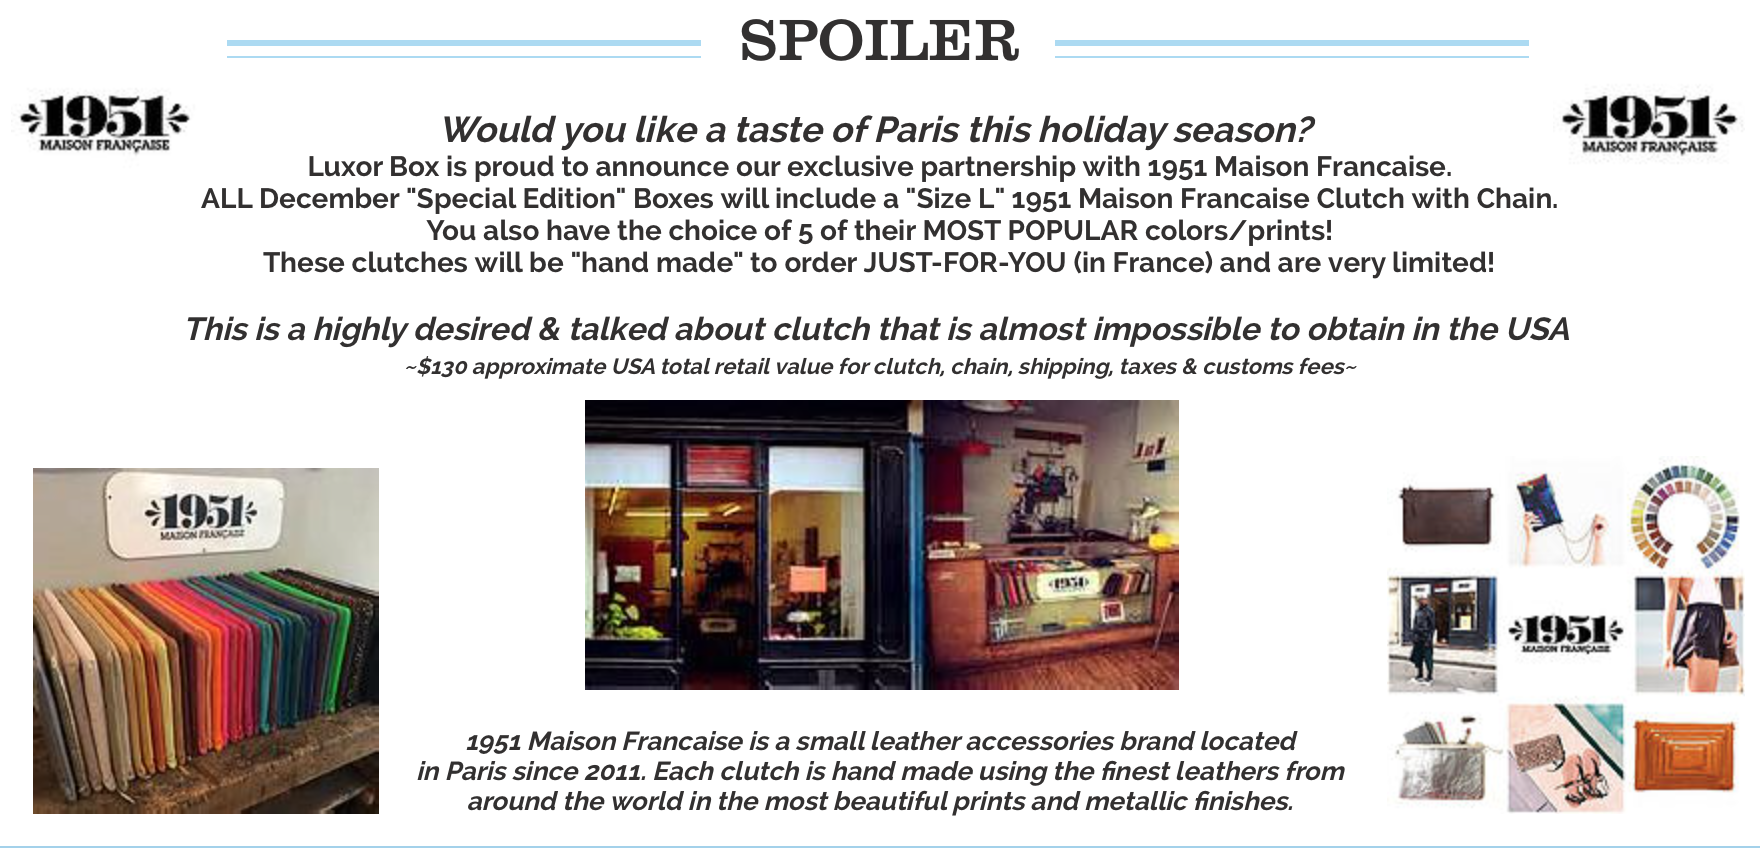 SPOILER
1951
MAISON FRANÇAISE
1951
MAISON FRANÇAISE
Would you like a taste of Paris this holiday season?
Luxor Box is proud to announce our exclusive partnership with 1951 Maison Francaise.
ALL December "Special Edition" Boxes will include a "Size L" 1951 Maison Francaise Clutch with Chain.
You also have the choice of 5 of their MOST POPULAR colors/prints!
These clutches will be "hand made" to order JUST-FOR-YOU (in France) and are very limited!
This is a highly desired & talked about clutch that is almost impossible to obtain in the USA
~$130 approximate USA total retail value for clutch, chain, shipping, taxes & customs fees~
1951
MAISON FRANÇAISE
1951
1951
MAISON FRANÇAISE
1951 Maison Francaise is a small leather accessories brand located
in Paris since 2011. Each clutch is hand made using the finest leathers from
around the world in the most beautiful prints and metallic finishes.